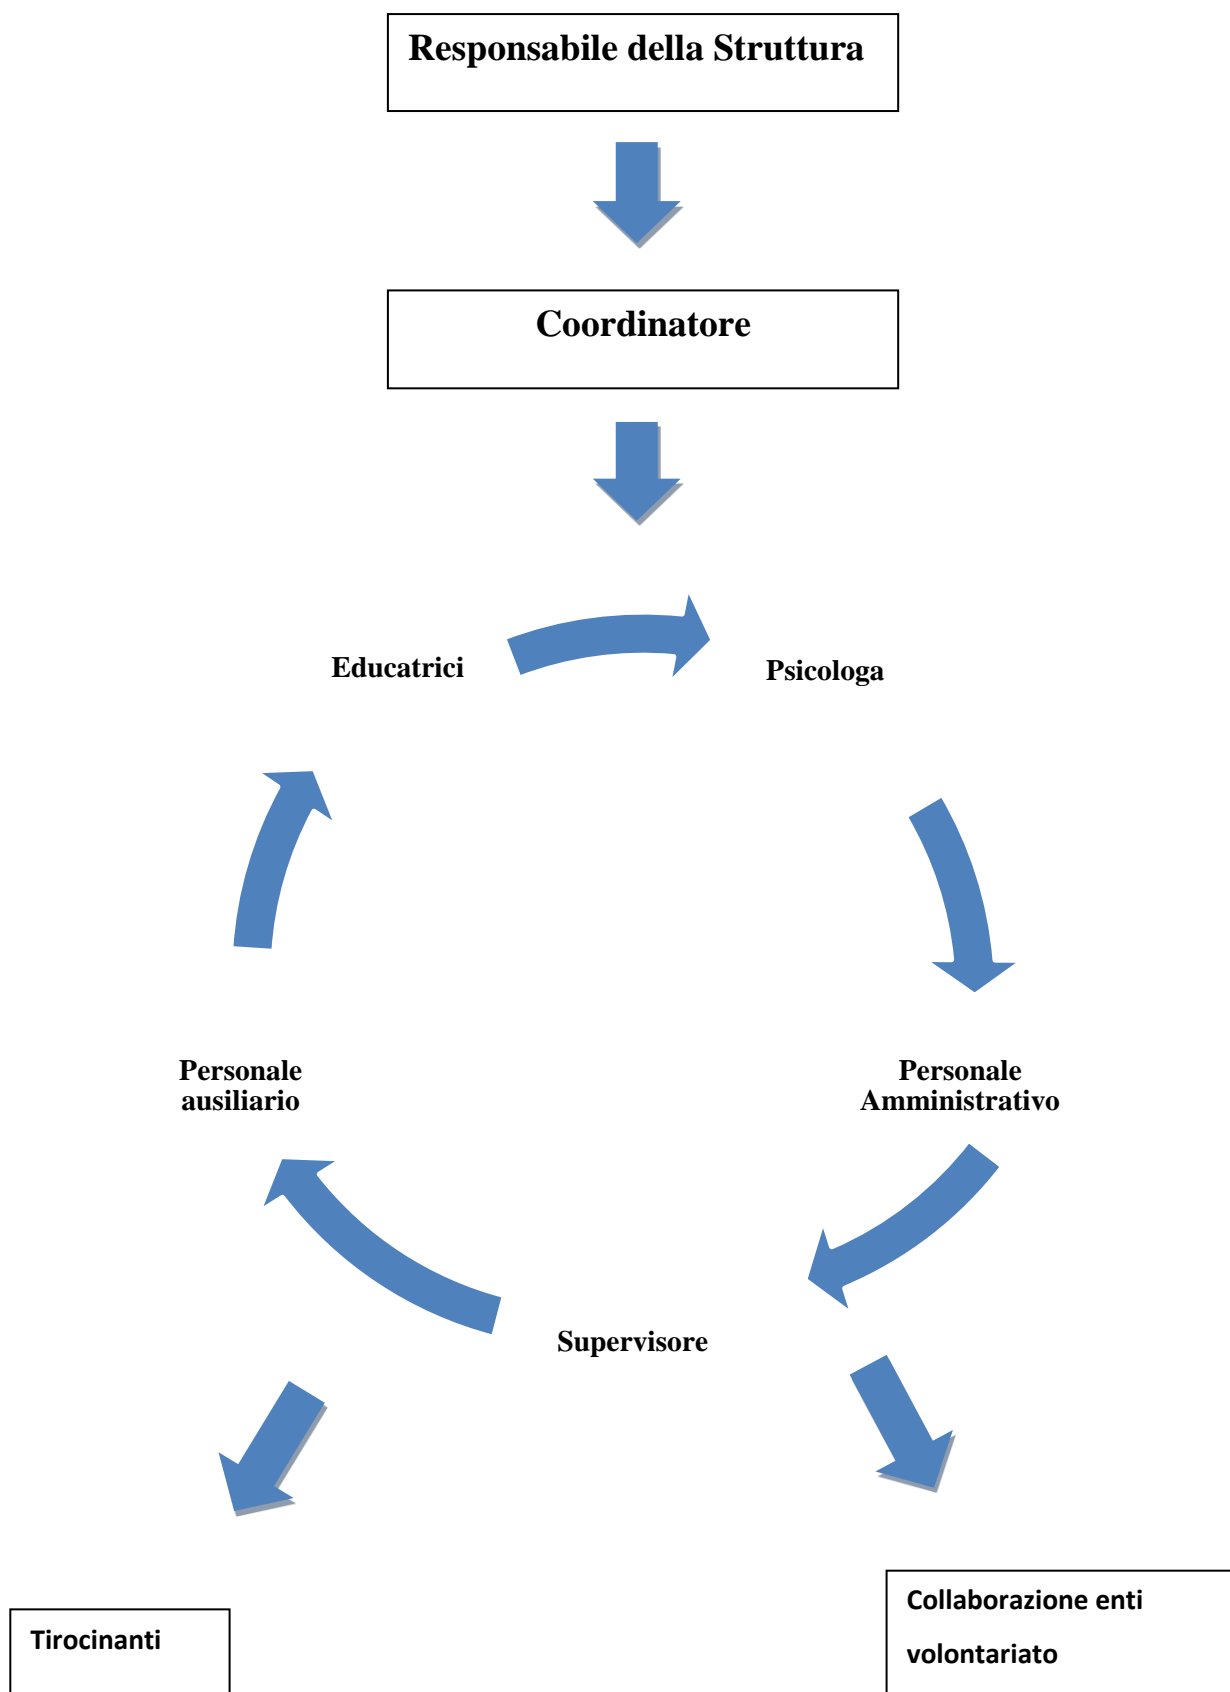 Responsabile della Struttura
Coordinatore
Educatrici
Psicologa
Personale
ausiliario
Personale
Amministrativo
Supervisore
Tirocinanti
Collaborazione enti
volontariato